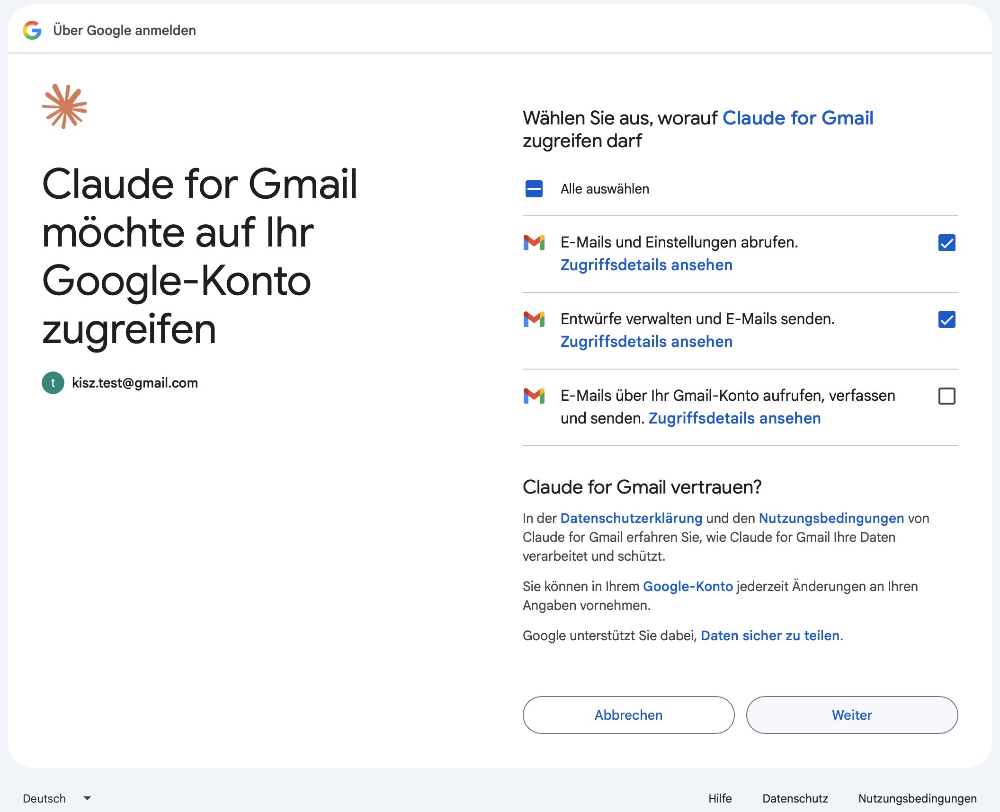 Über Google anmelden
Claude for Gmail
möchte auf Ihr
Google-Konto
zugreifen
t
kisz.test@gmail.com
Wählen Sie aus, worauf Claude for Gmail
zugreifen darf
Alle auswählen
E-Mails und Einstellungen abrufen.
Zugriffsdetails ansehen
Entwürfe verwalten und E-Mails senden.
Zugriffsdetails ansehen
E-Mails über Ihr Gmail-Konto aufrufen, verfassen
und senden. Zugriffsdetails ansehen
Claude for Gmail vertrauen?
In der Datenschutzerklärung und den Nutzungsbedingungen von
Claude for Gmail erfahren Sie, wie Claude for Gmail Ihre Daten
verarbeitet und schützt.
Sie können in Ihrem Google-Konto jederzeit Änderungen an Ihren
Angaben vornehmen.
Google unterstützt Sie dabei, Daten sicher zu teilen.
Abbrechen
Weiter
Deutsch
Hilfe
Datenschutz
Nutzungsbedingungen